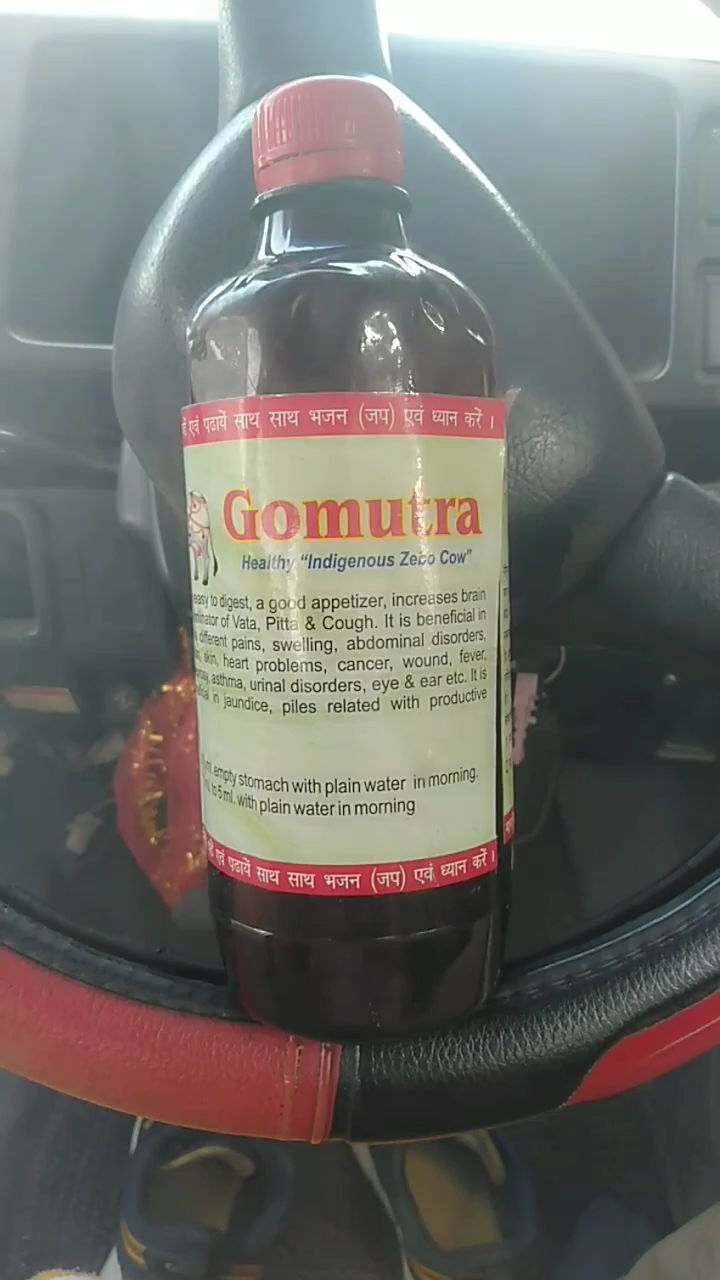 एवं पढायें साथ साथ भजन (जप) एवं ध्यान करें ।
Gomutra
Healthy "Indigenous Zebo Cow"
easy to digest, a good appetizer, increases brain
of Vata, Pitta & Cough. It is beneficial in
different pains, swelling, abdominal disorders,
skin, heart problems, cancer, wound, fever,
asthma, urinal disorders, eye & ear etc. It is
in jaundice, piles related with productive
empty stomach with plain water in morning.
to 5 ml. with plain water in morning
एवं पढायें साथ साथ भजन (जप) एवं ध्यान करें ।